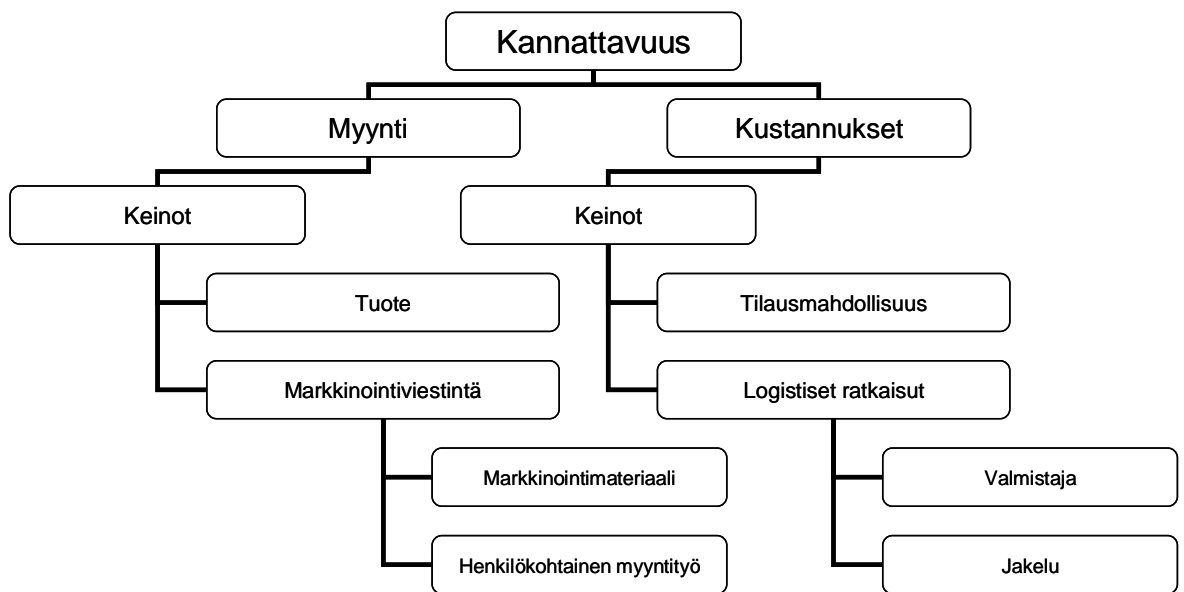 Kannattavuus
Myynti
Kustannukset
Keinot
Keinot
Tuote
Tilausmahdollisuus
Markkinointiviestintä
Logistiset ratkaisut
Markkinointimateriaali
Valmistaja
Henkilökohtainen myyntityö
Jakelu